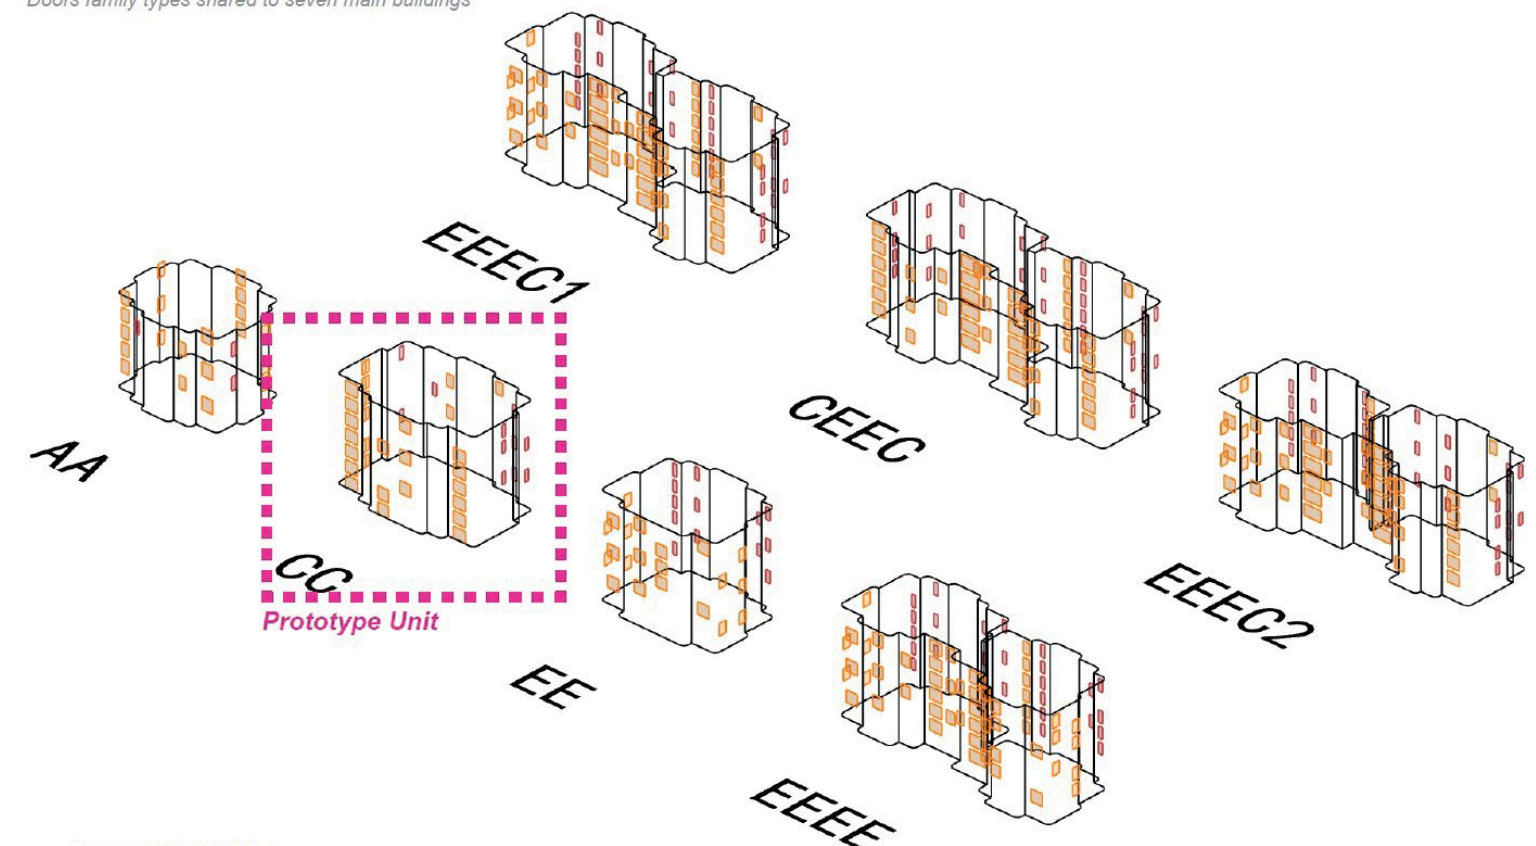 Doors family types shared to seven main buildings
EEEC1
CEEC
AA
CC
Prototype Unit
EEEC2
EE
EEEE